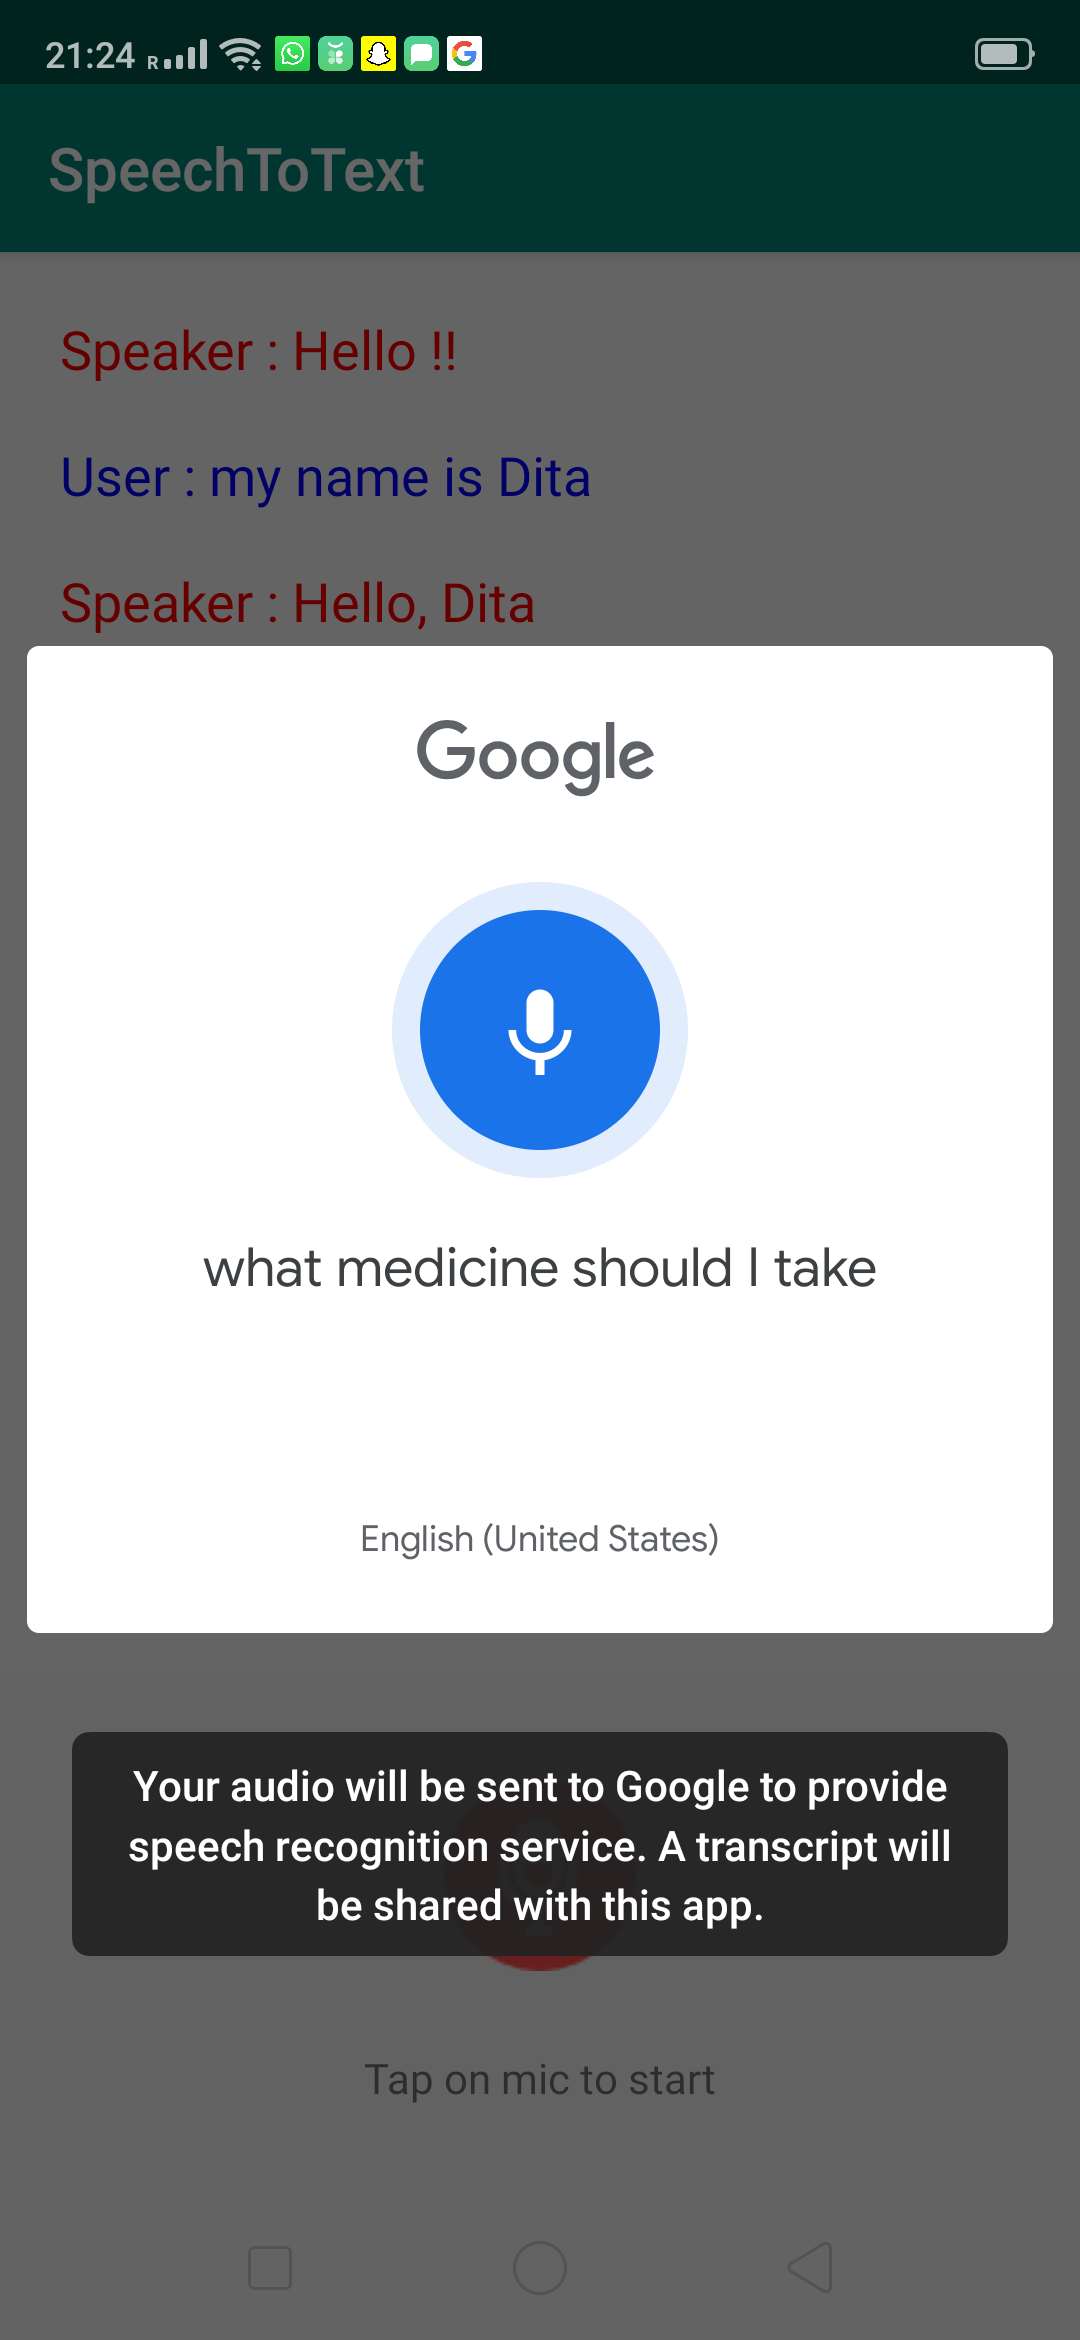 21:24 R
SpeechToText
Speaker : Hello !!
User : my name is Dita
Speaker : Hello, Dita
Google
what medicine should I take
English (United States)
Your audio will be sent to Google to provide
speech recognition service. A transcript will
be shared with this app.
Tap on mic to start